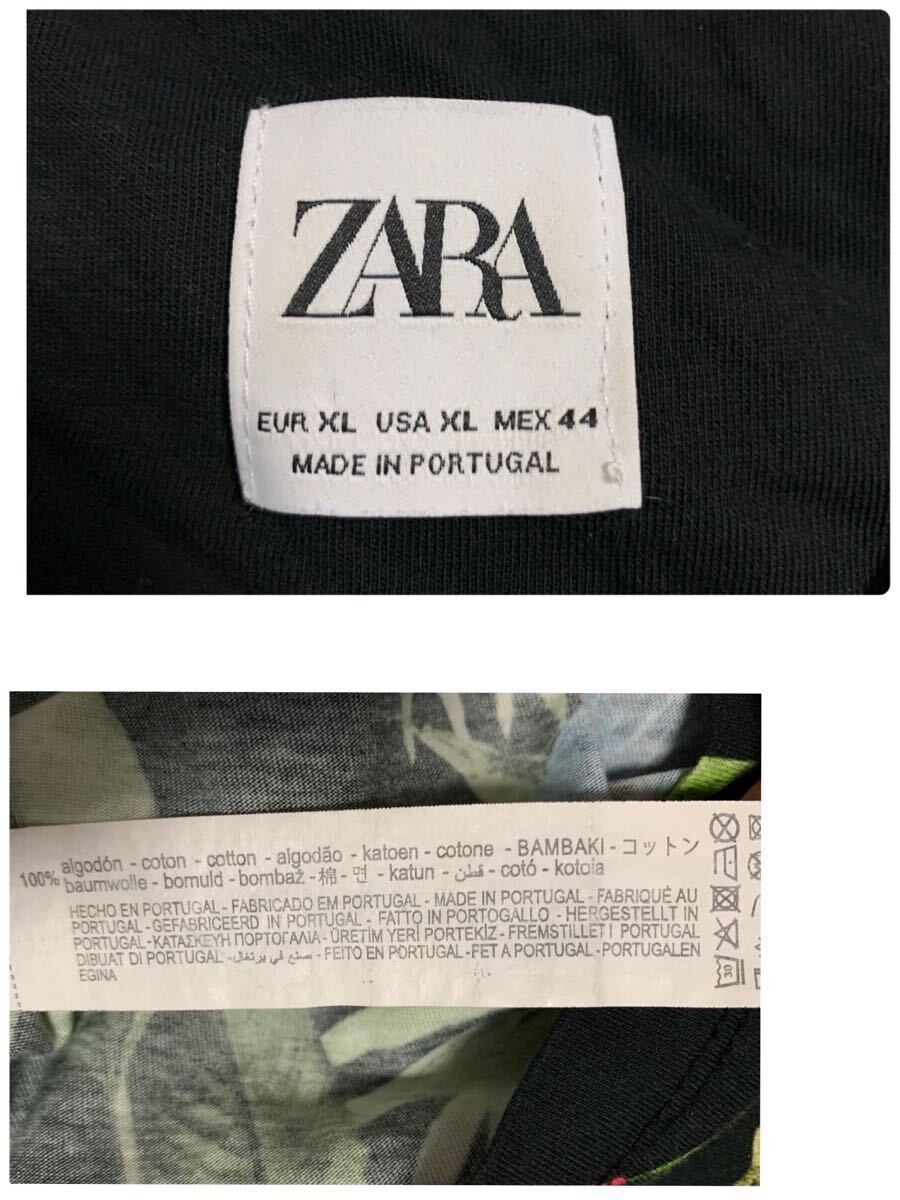 ZARA
EUR XL USA XL MEX 44
MADE IN PORTUGAL
100% algodón - coton - cotton - algodão - katoen - cotone - BAMBAKI - コットン
baumwolle - bomuld - bombaž - 棉 - 면 - katun - قطن - cotó - kotoia
HECHO EN PORTUGAL - FABRICADO EM PORTUGAL - MADE IN PORTUGAL - FABRIQUÉ AU
PORTUGAL - GEFABRICEERD IN PORTUGAL - FATTO IN PORTOGALLO - HERGESTELLT IN
PORTUGAL - ΚΑΤΑΣΚΕΥΗ ΠΟΡΤΟΓΑΛΙΑ - ÜRETİM YERİ PORTEKİZ - FREMSTILLET I PORTUGAL
DIBUAT DI PORTUGAL - صنع في برتغال - FEITO EN PORTUGAL - FET A PORTUGAL - PORTUGALEN
EGINA
30